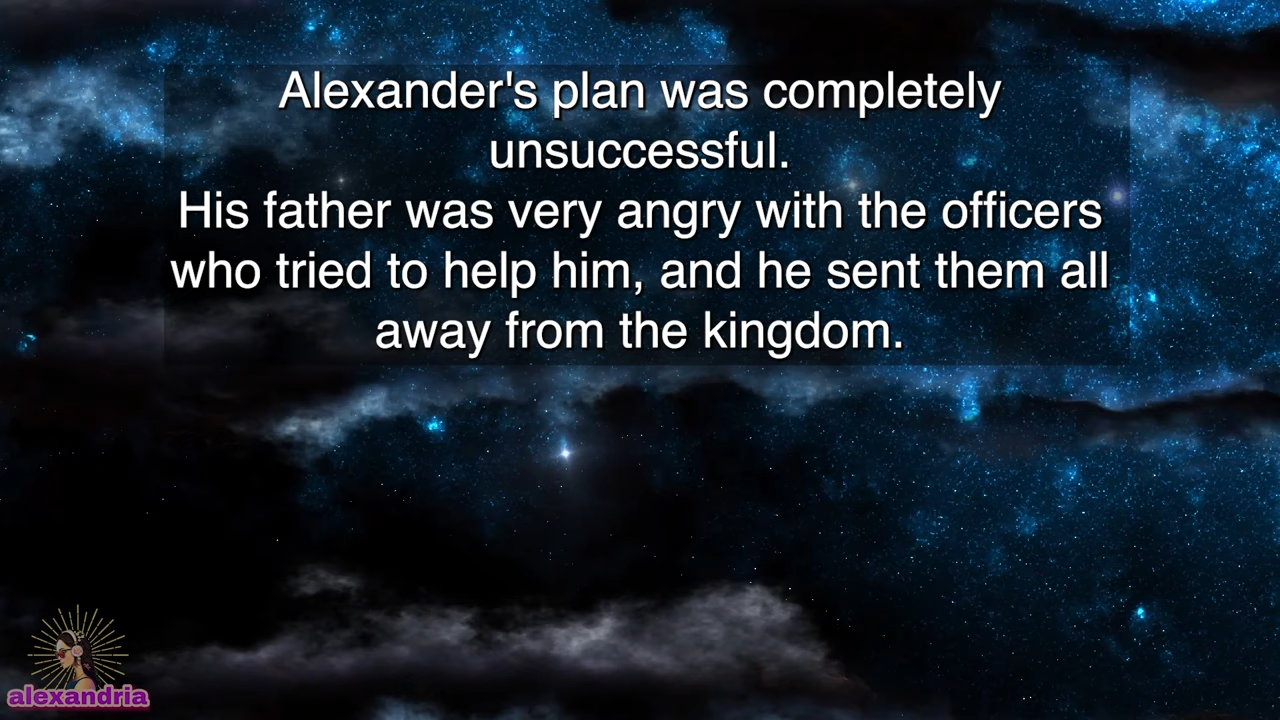 Alexander's plan was completely
unsuccessful.
His father was very angry with the officers
who tried to help him, and he sent them all
away from the kingdom.
alexandria